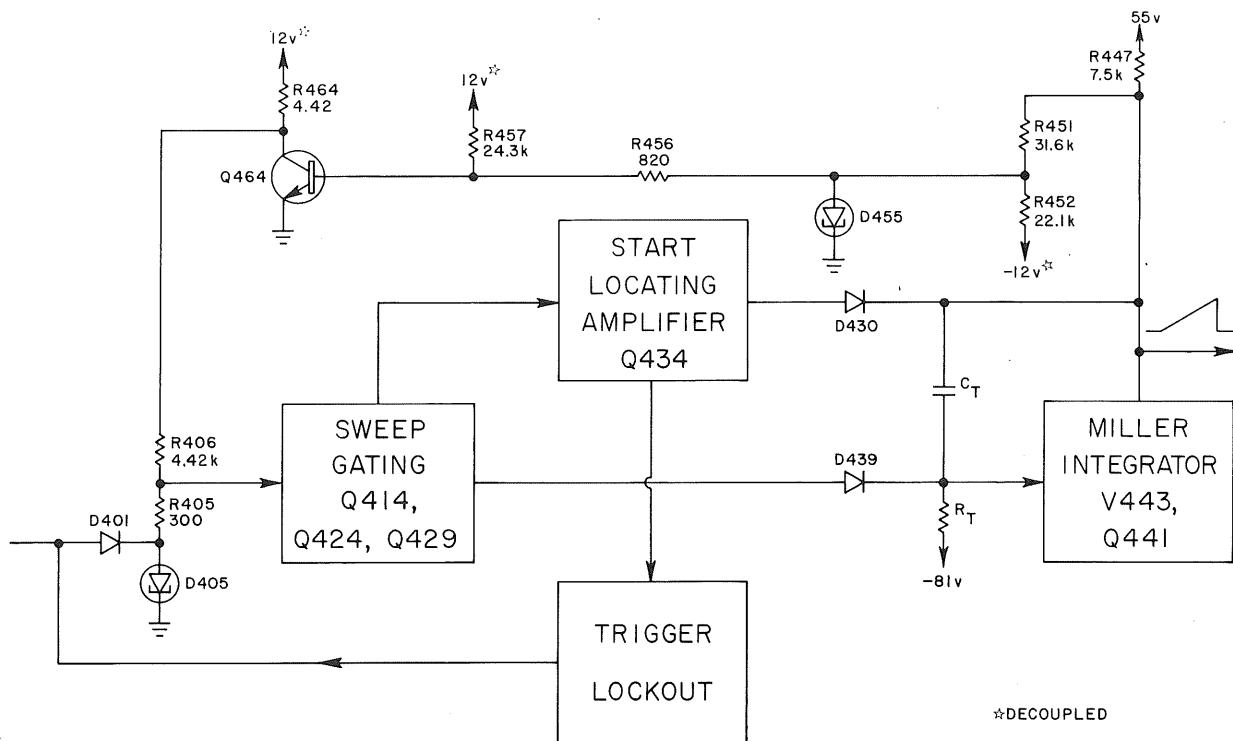 12v☆
R464
4.42
Q464
12v☆
R457
24.3k
R456
820
D455
55v
R447
7.5k
R451
31.6k
R452
22.1k
-12v☆
START
LOCATING
AMPLIFIER
Q434
D430
CT
R406
4.42k
R405
300
D401
D405
SWEEP
GATING
Q414,
Q424, Q429
D439
RT
-81v
MILLER
INTEGRATOR
V443,
Q441
TRIGGER
LOCKOUT
☆DECOUPLED